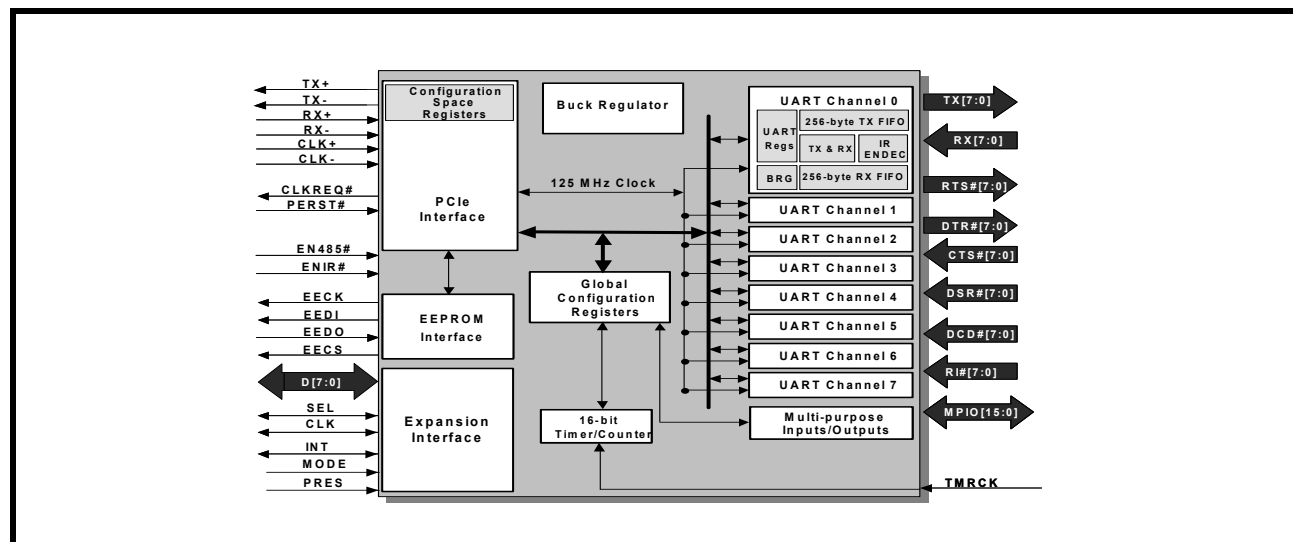 TX+
TX-
RX+
RX-
CLK+
CLK-
CLKREQ#
PERST#
EN485#
ENIR#
EECK
EEDI
EEDO
EECS
D[7:0]
SEL
CLK
INT
MODE
PRES
Configuration
Space
Registers
PCIe
Interface
EEPROM
Interface
Expansion
Interface
Buck Regulator
125 MHz Clock
Global
Configuration
Registers
16-bit
Timer/Counter
UART Channel 0
UART
Regs
256-byte TX FIFO
TX & RX
IR
ENDEC
BRG
256-byte RX FIFO
UART Channel 1
UART Channel 2
UART Channel 3
UART Channel 4
UART Channel 5
UART Channel 6
UART Channel 7
Multi-purpose
Inputs/Outputs
TX[7:0]
RX[7:0]
RTS#[7:0]
DTR#[7:0]
CTS#[7:0]
DSR#[7:0]
DCD#[7:0]
RI#[7:0]
MPIO[15:0]
TMRCK